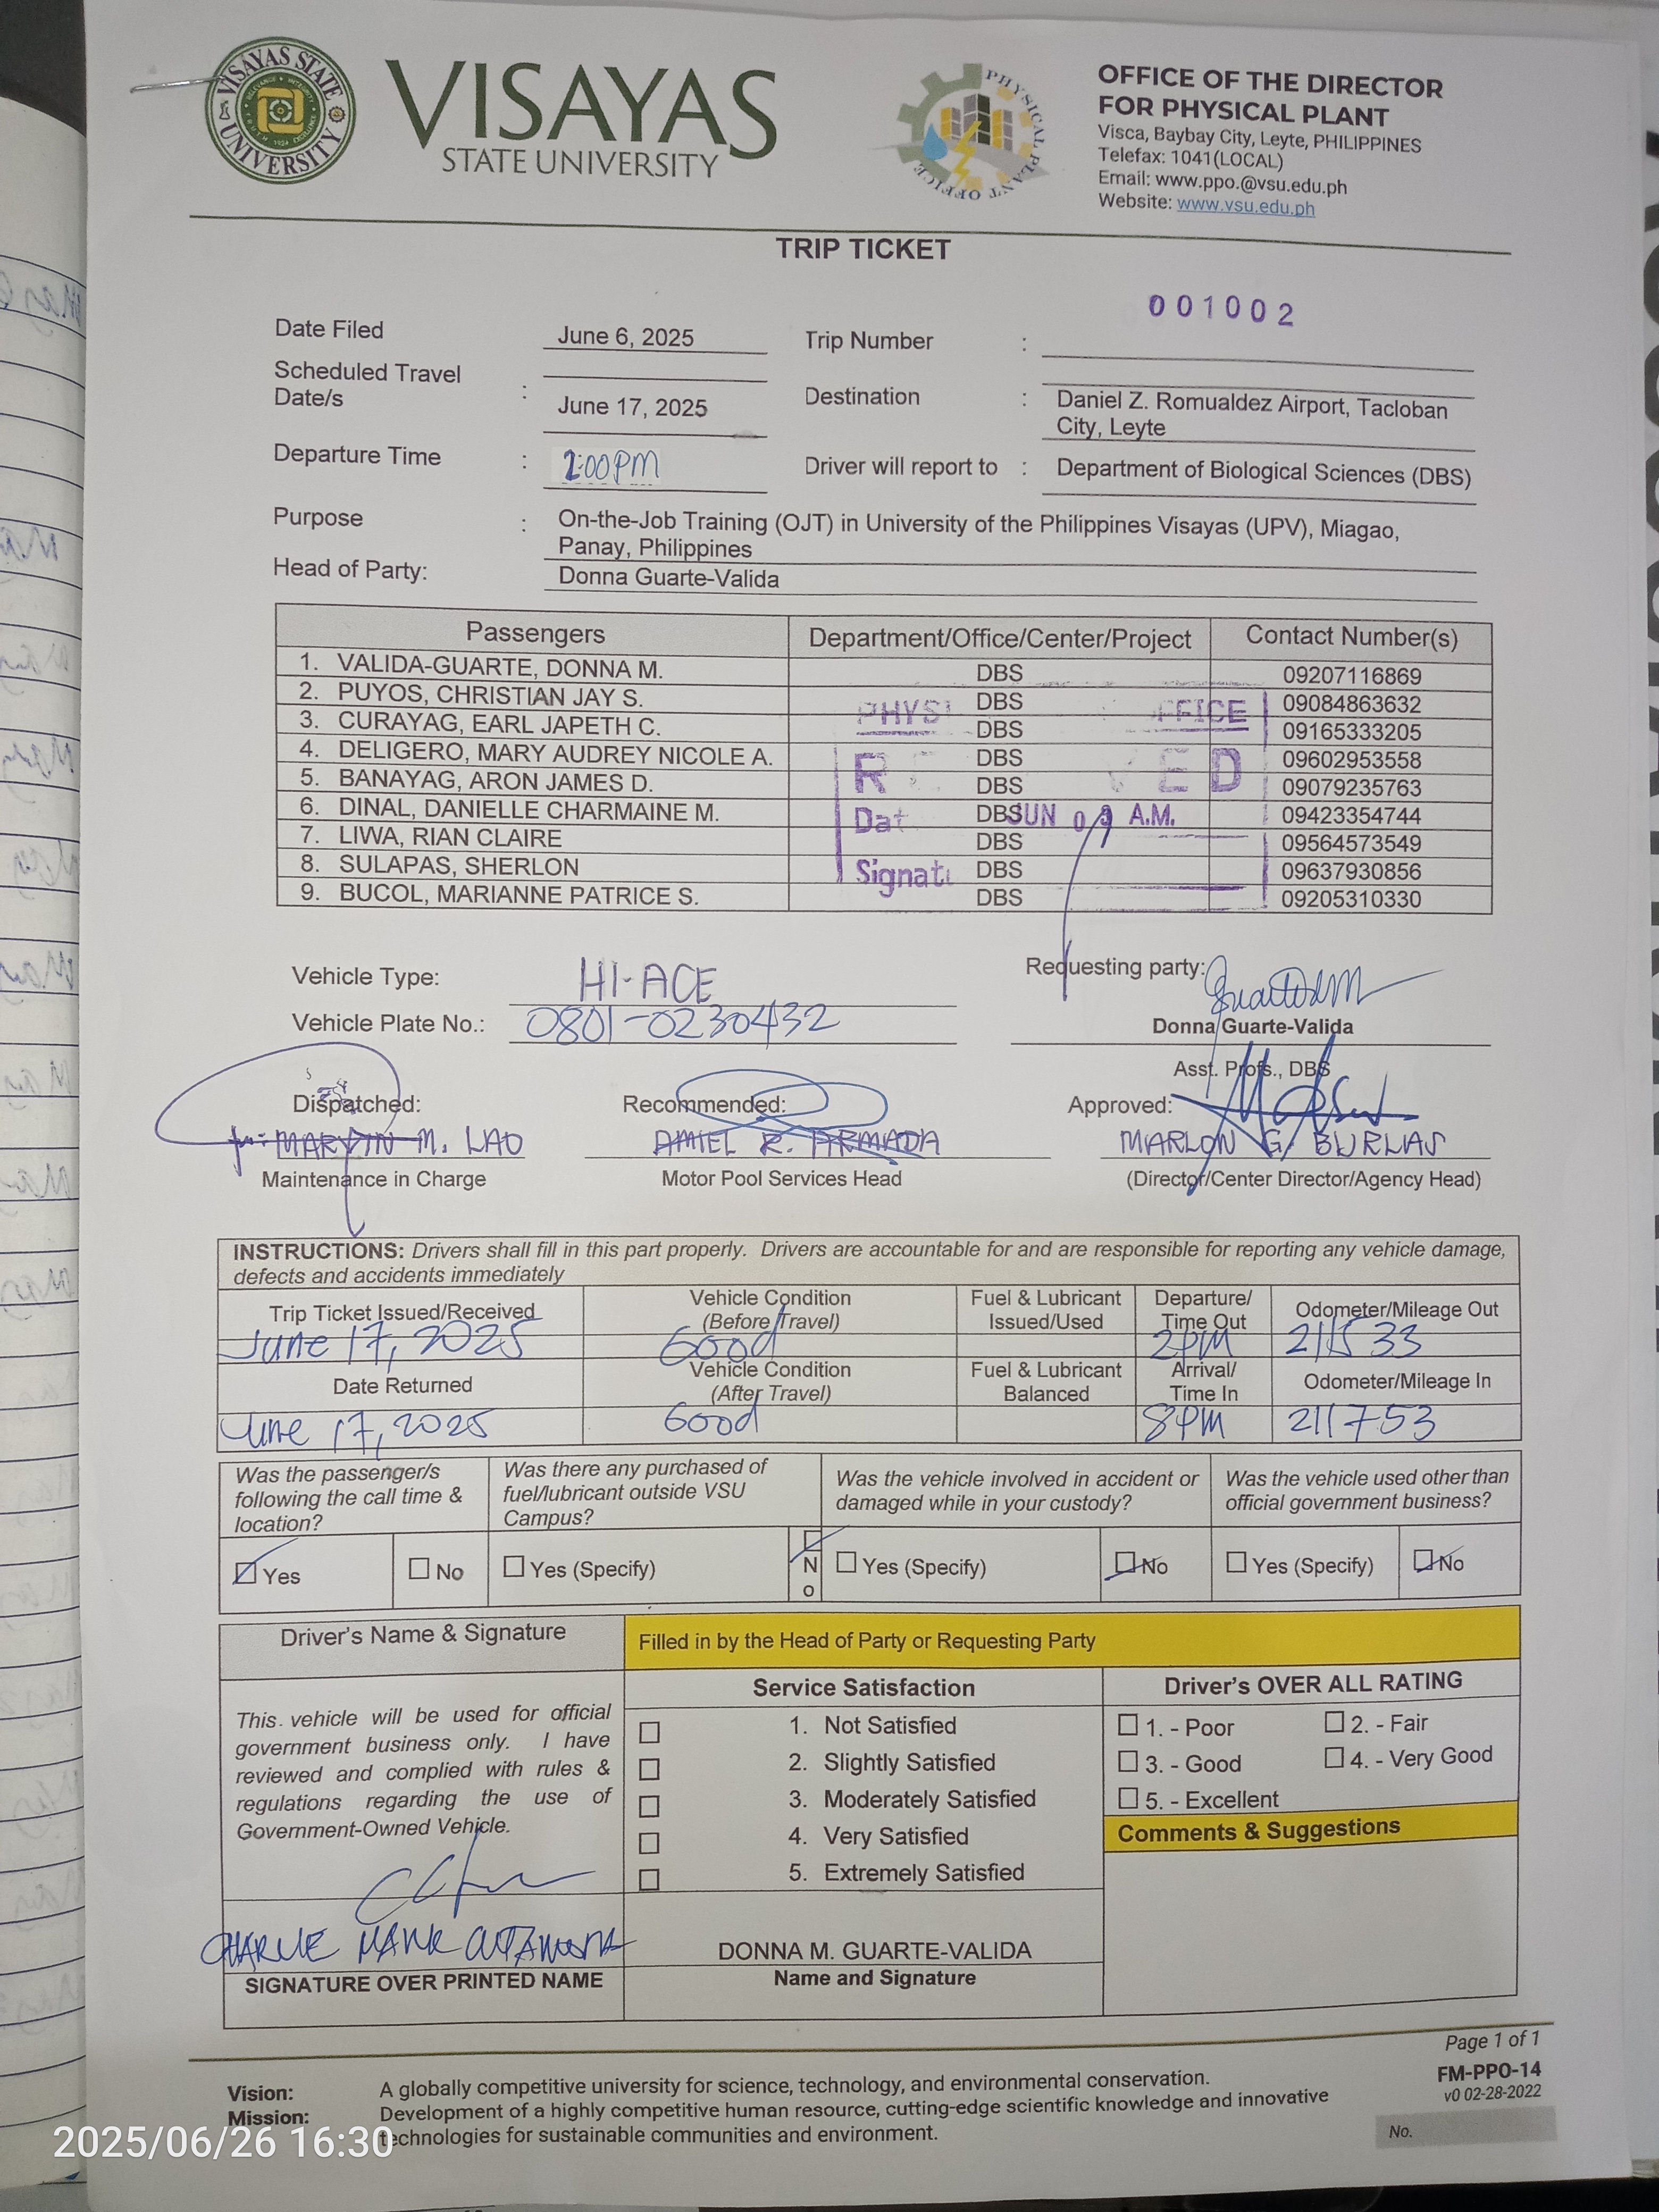 VISAYAS STATE UNIVERSITY
VISAYAS
STATE UNIVERSITY
PHYSICAL PLANT OFFICE
OFFICE OF THE DIRECTOR
FOR PHYSICAL PLANT
Visca, Baybay City, Leyte, PHILIPPINES
Telefax: 1041(LOCAL)
Email: www.ppo.@vsu.edu.ph
Website: www.vsu.edu.ph
TRIP TICKET
001002
Date Filed June 6, 2025 Trip Number :
Scheduled Travel
Date/s : June 17, 2025 Destination : Daniel Z. Romualdez Airport, Tacloban
City, Leyte
Departure Time : 2:00PM Driver will report to : Department of Biological Sciences (DBS)
Purpose : On-the-Job Training (OJT) in University of the Philippines Visayas (UPV), Miagao,
Panay, Philippines
Head of Party: Donna Guarte-Valida
Passengers Department/Office/Center/Project Contact Number(s)
1. VALIDA-GUARTE, DONNA M. DBS 09207116869
2. PUYOS, CHRISTIAN JAY S. DBS 09084863632
3. CURAYAG, EARL JAPETH C. DBS 09165333205
4. DELIGERO, MARY AUDREY NICOLE A. DBS 09602953558
5. BANAYAG, ARON JAMES D. DBS 09079235763
6. DINAL, DANIELLE CHARMAINE M. DBS 09423354744
7. LIWA, RIAN CLAIRE DBS 09564573549
8. SULAPAS, SHERLON DBS 09637930856
9. BUCOL, MARIANNE PATRICE S. DBS 09205310330
Vehicle Type: HI-ACE Requesting party:
Vehicle Plate No.: 0801-0230432 Donna Guarte-Valida
Asst. Profs., DBS
Dispatched: Recommended: Approved:
MARVIN M. LAO AMIEL R. ARMADA MARLON G. BURLAS
Maintenance in Charge Motor Pool Services Head (Director/Center Director/Agency Head)
INSTRUCTIONS: Drivers shall fill in this part properly. Drivers are accountable for and are responsible for reporting any vehicle damage,
defects and accidents immediately
Trip Ticket Issued/Received Vehicle Condition (Before Travel) Fuel & Lubricant Issued/Used Departure/ Time Out Odometer/Mileage Out
June 17, 2025 Good 2PM 211533
Date Returned Vehicle Condition (After Travel) Fuel & Lubricant Balanced Arrival/ Time In Odometer/Mileage In
June 17, 2025 Good 8PM 211753
Was the passenger/s following the call time & location? Was there any purchased of fuel/lubricant outside VSU Campus? Was the vehicle involved in accident or damaged while in your custody? Was the vehicle used other than official government business?
Yes No Yes (Specify) No Yes (Specify) No Yes (Specify) No
Driver's Name & Signature Filled in by the Head of Party or Requesting Party
Service Satisfaction Driver's OVER ALL RATING
This vehicle will be used for official
government business only. I have
reviewed and complied with rules &
regulations regarding the use of
Government-Owned Vehicle.
1. Not Satisfied
2. Slightly Satisfied
3. Moderately Satisfied
4. Very Satisfied
5. Extremely Satisfied
1. - Poor 2. - Fair
3. - Good 4. - Very Good
5. - Excellent
Comments & Suggestions
DONNA M. GUARTE-VALIDA
SIGNATURE OVER PRINTED NAME Name and Signature
Page 1 of 1
FM-PPO-14
v0 02-28-2022
No.
Vision: A globally competitive university for science, technology, and environmental conservation.
Mission: Development of a highly competitive human resource, cutting-edge scientific knowledge and innovative
technologies for sustainable communities and environment.
2025/06/26 16:30